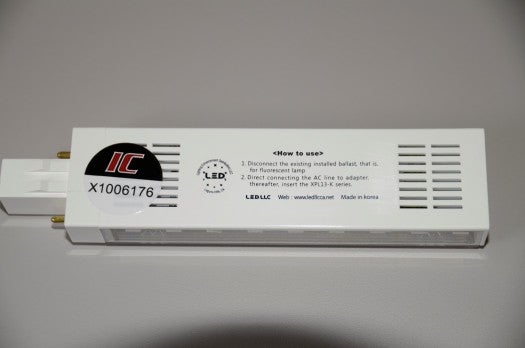 IC
X1006176
LED
<How to use>
1. Disconnect the existing installed ballast, that is,
for fluorescent lamp
2. Direct connecting the AC line to adapter,
thereafter, insert the XPL13-K series.
LED LLC Web : www.ledlcca.net Made in korea